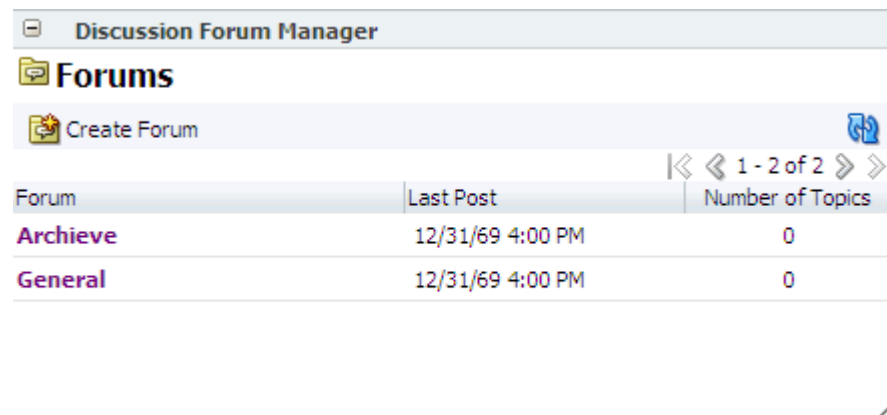 Discussion Forum Manager
Forums
Create Forum
1 - 2 of 2
Forum Last Post Number of Topics
Archieve 12/31/69 4:00 PM 0
General 12/31/69 4:00 PM 0